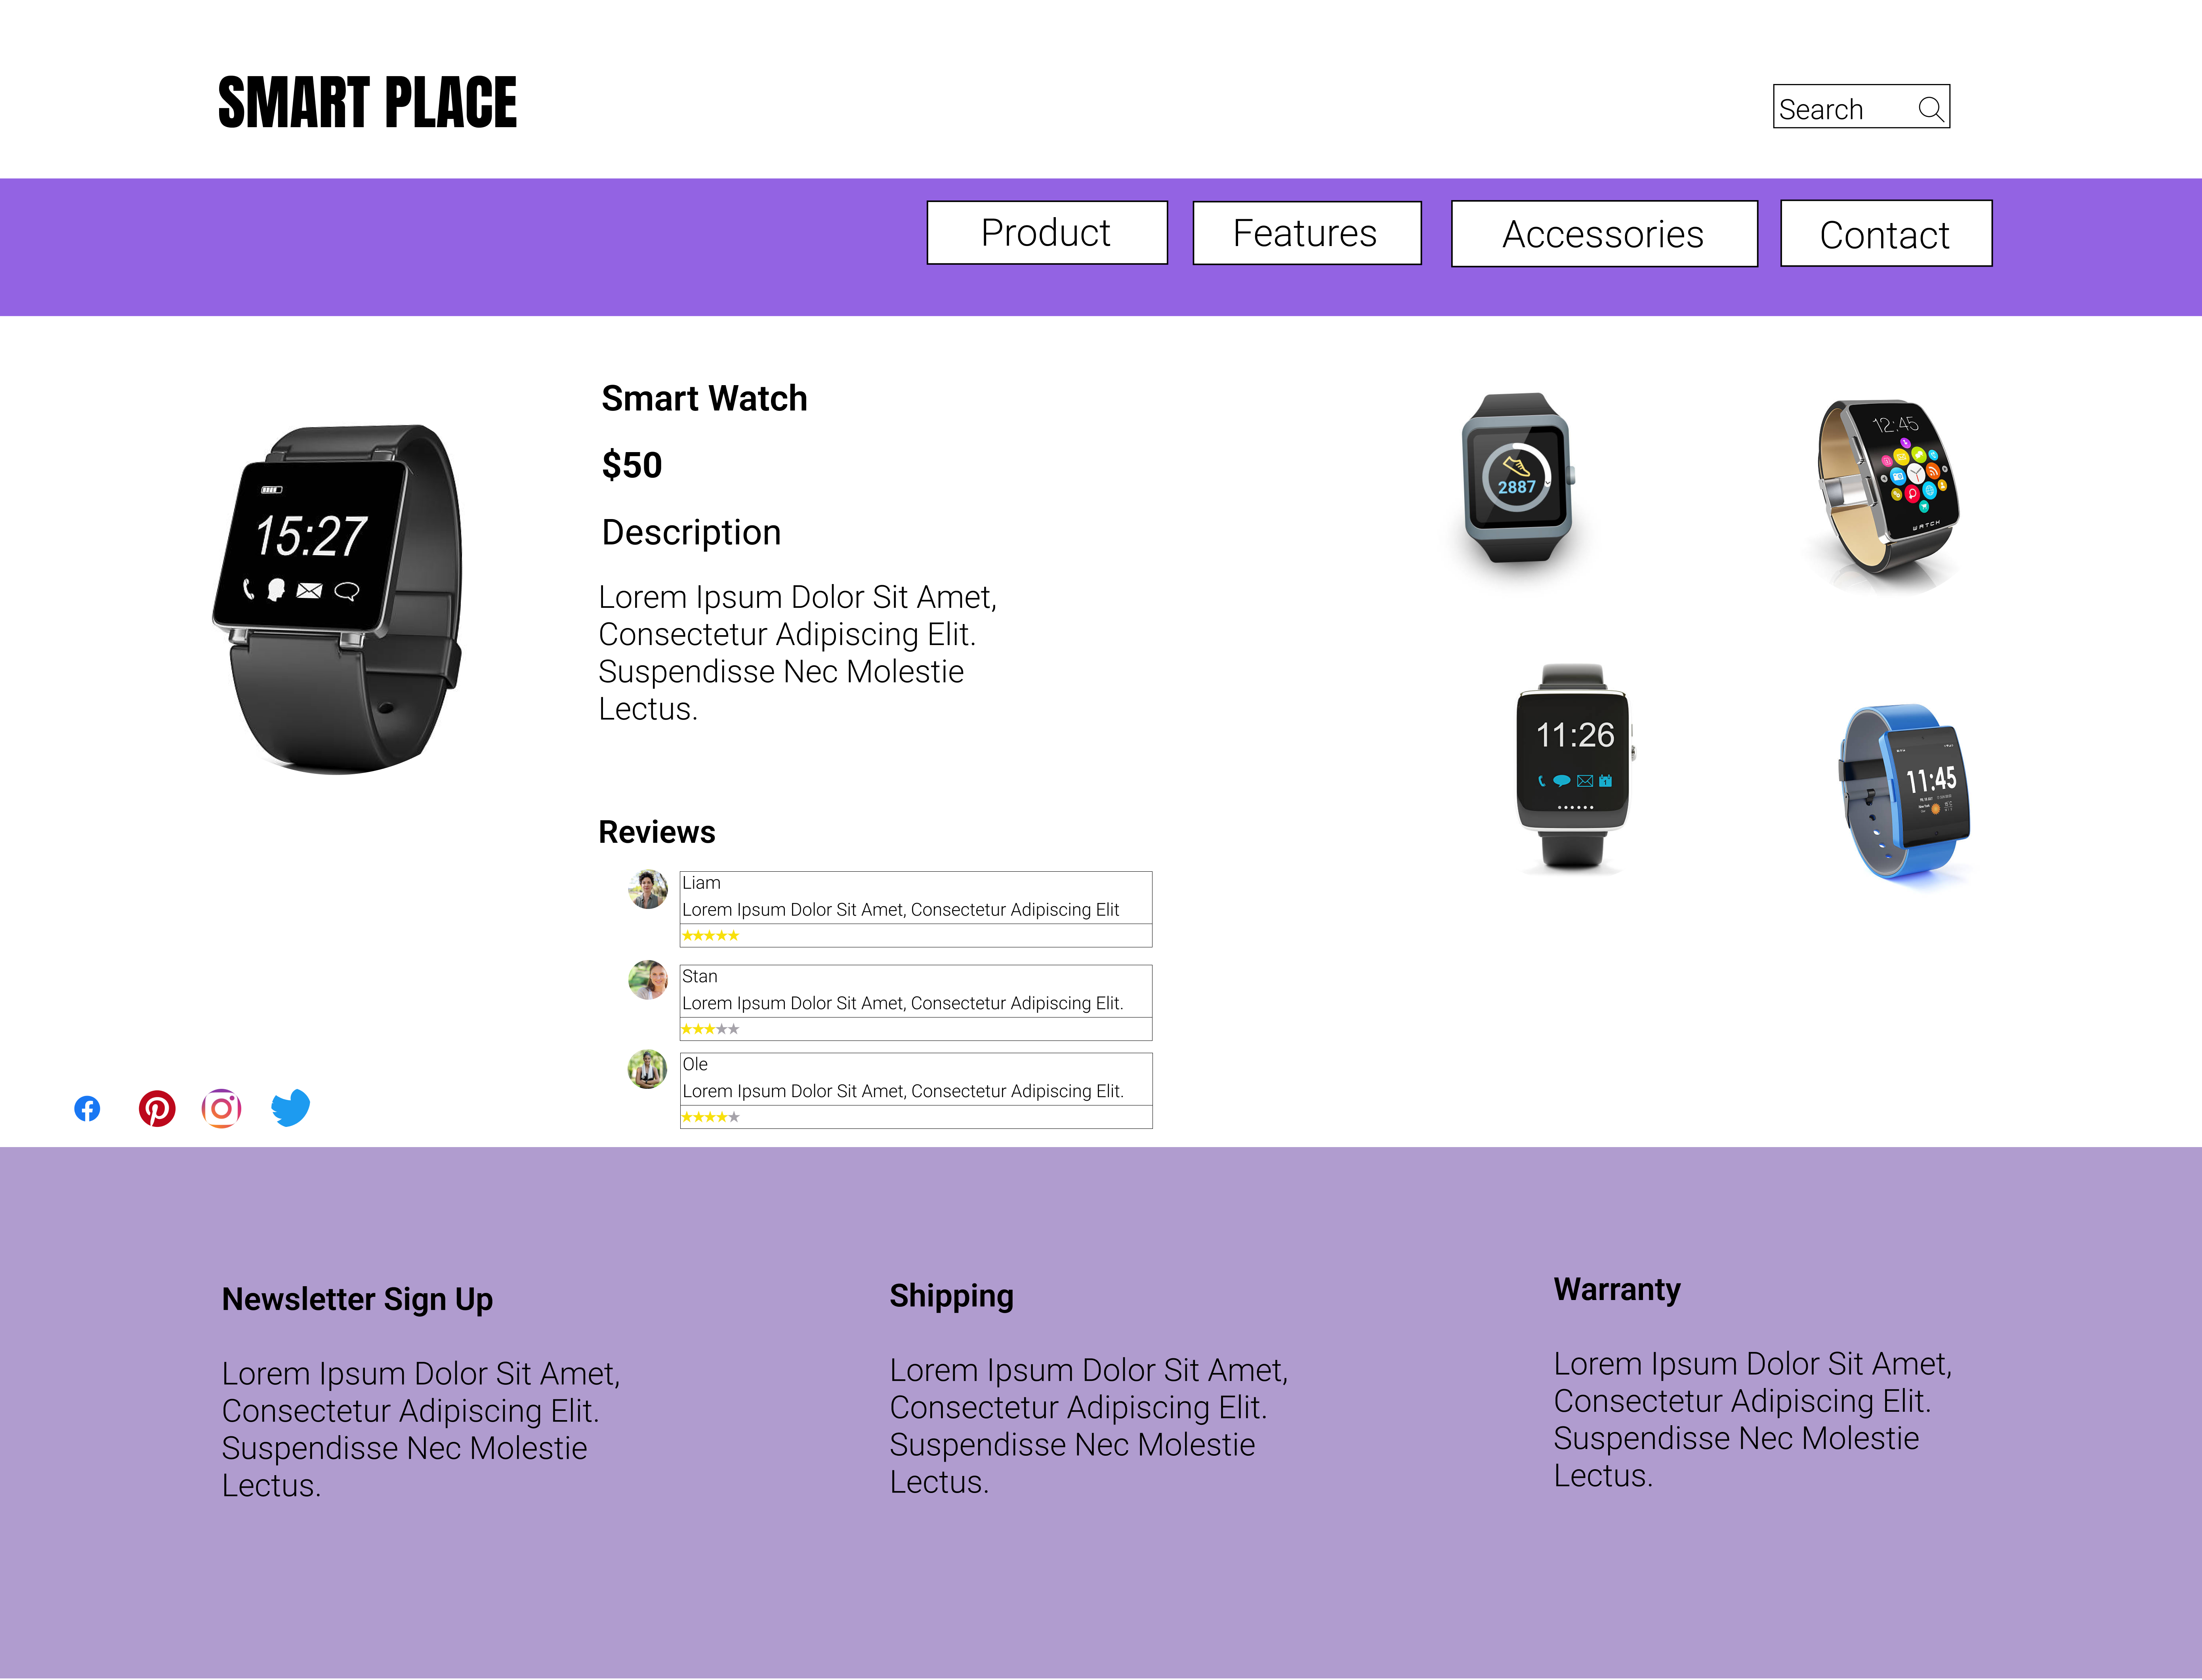 SMART PLACE
Search
Product
Features
Accessories
Contact
Smart Watch
$50
Description
Lorem Ipsum Dolor Sit Amet,
Consectetur Adipiscing Elit.
Suspendisse Nec Molestie
Lectus.
15:27
2887
12:45
WATCH
11:26
11:45
Reviews
Liam
Lorem Ipsum Dolor Sit Amet, Consectetur Adipiscing Elit
Stan
Lorem Ipsum Dolor Sit Amet, Consectetur Adipiscing Elit.
Ole
Lorem Ipsum Dolor Sit Amet, Consectetur Adipiscing Elit.
Newsletter Sign Up
Lorem Ipsum Dolor Sit Amet,
Consectetur Adipiscing Elit.
Suspendisse Nec Molestie
Lectus.
Shipping
Lorem Ipsum Dolor Sit Amet,
Consectetur Adipiscing Elit.
Suspendisse Nec Molestie
Lectus.
Warranty
Lorem Ipsum Dolor Sit Amet,
Consectetur Adipiscing Elit.
Suspendisse Nec Molestie
Lectus.